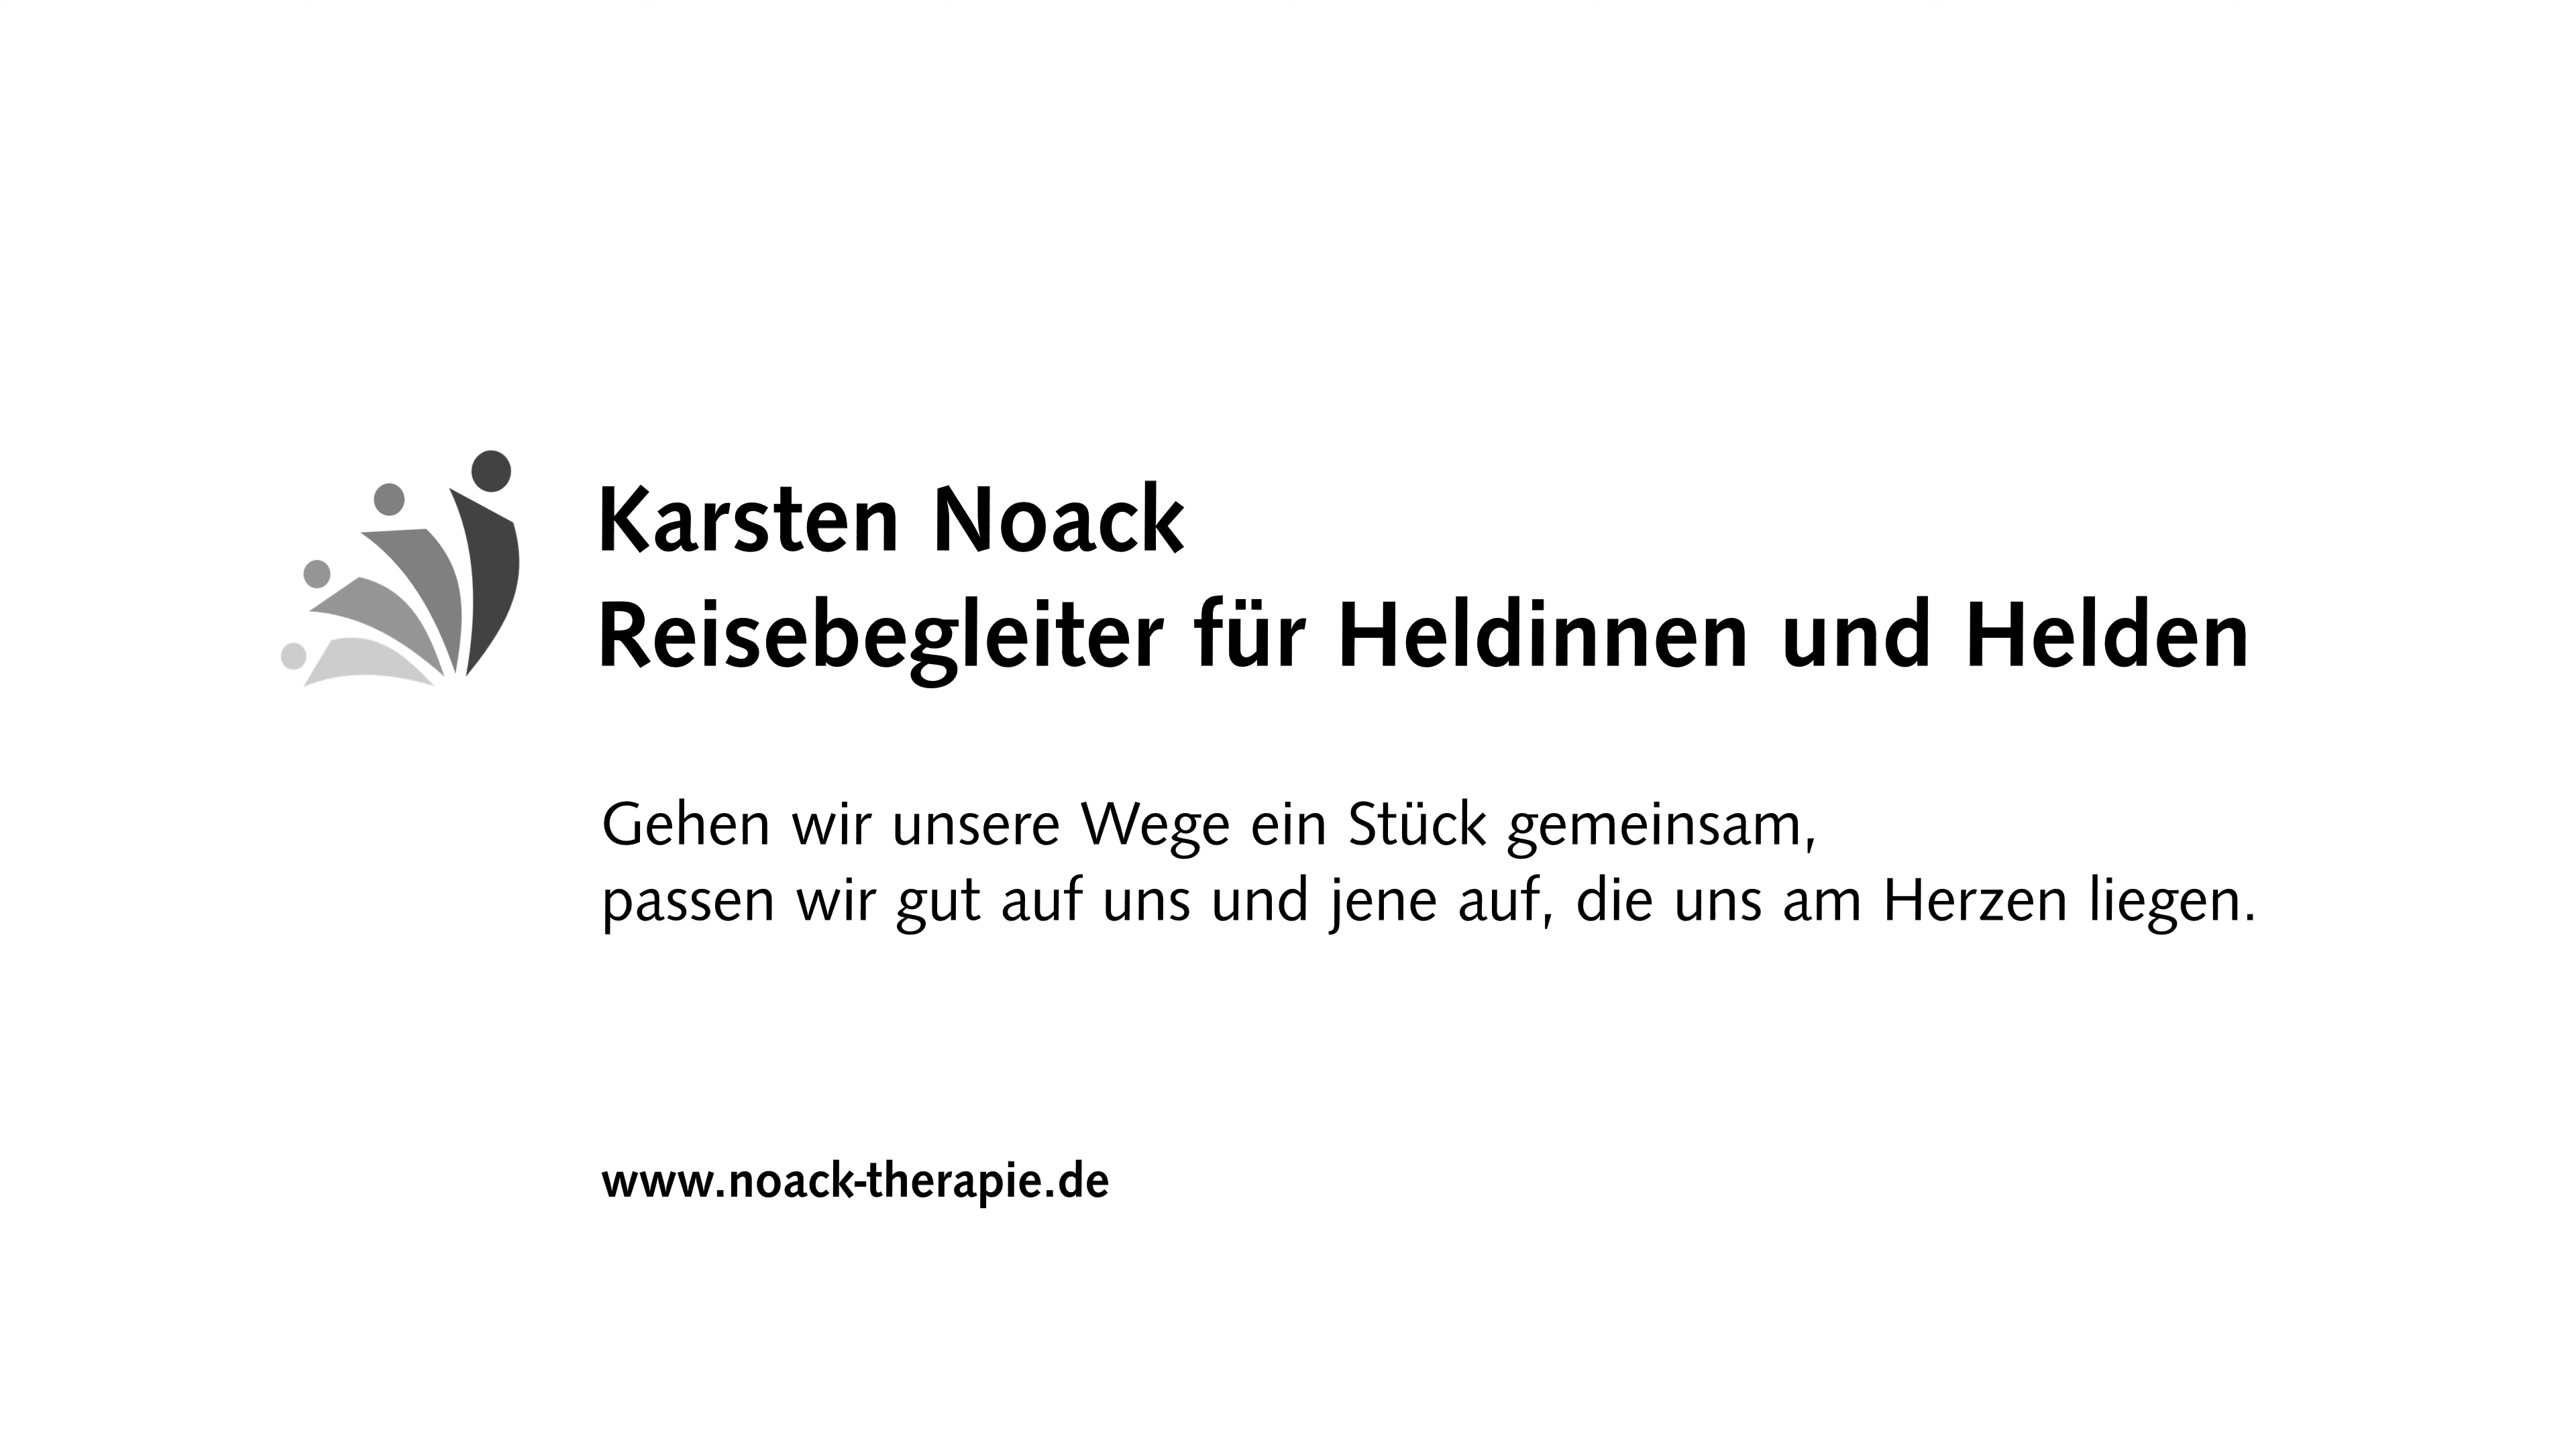 Karsten Noack
Reisebegleiter für Heldinnen und Helden
Gehen wir unsere Wege ein Stück gemeinsam,
passen wir gut auf uns und jene auf, die uns am Herzen liegen.
www.noack-therapie.de